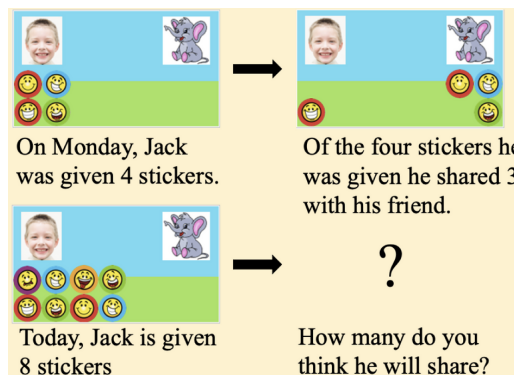 On Monday, Jack
was given 4 stickers.
Of the four stickers he
was given he shared 3
with his friend.
?
Today, Jack is given
8 stickers
How many do you
think he will share?